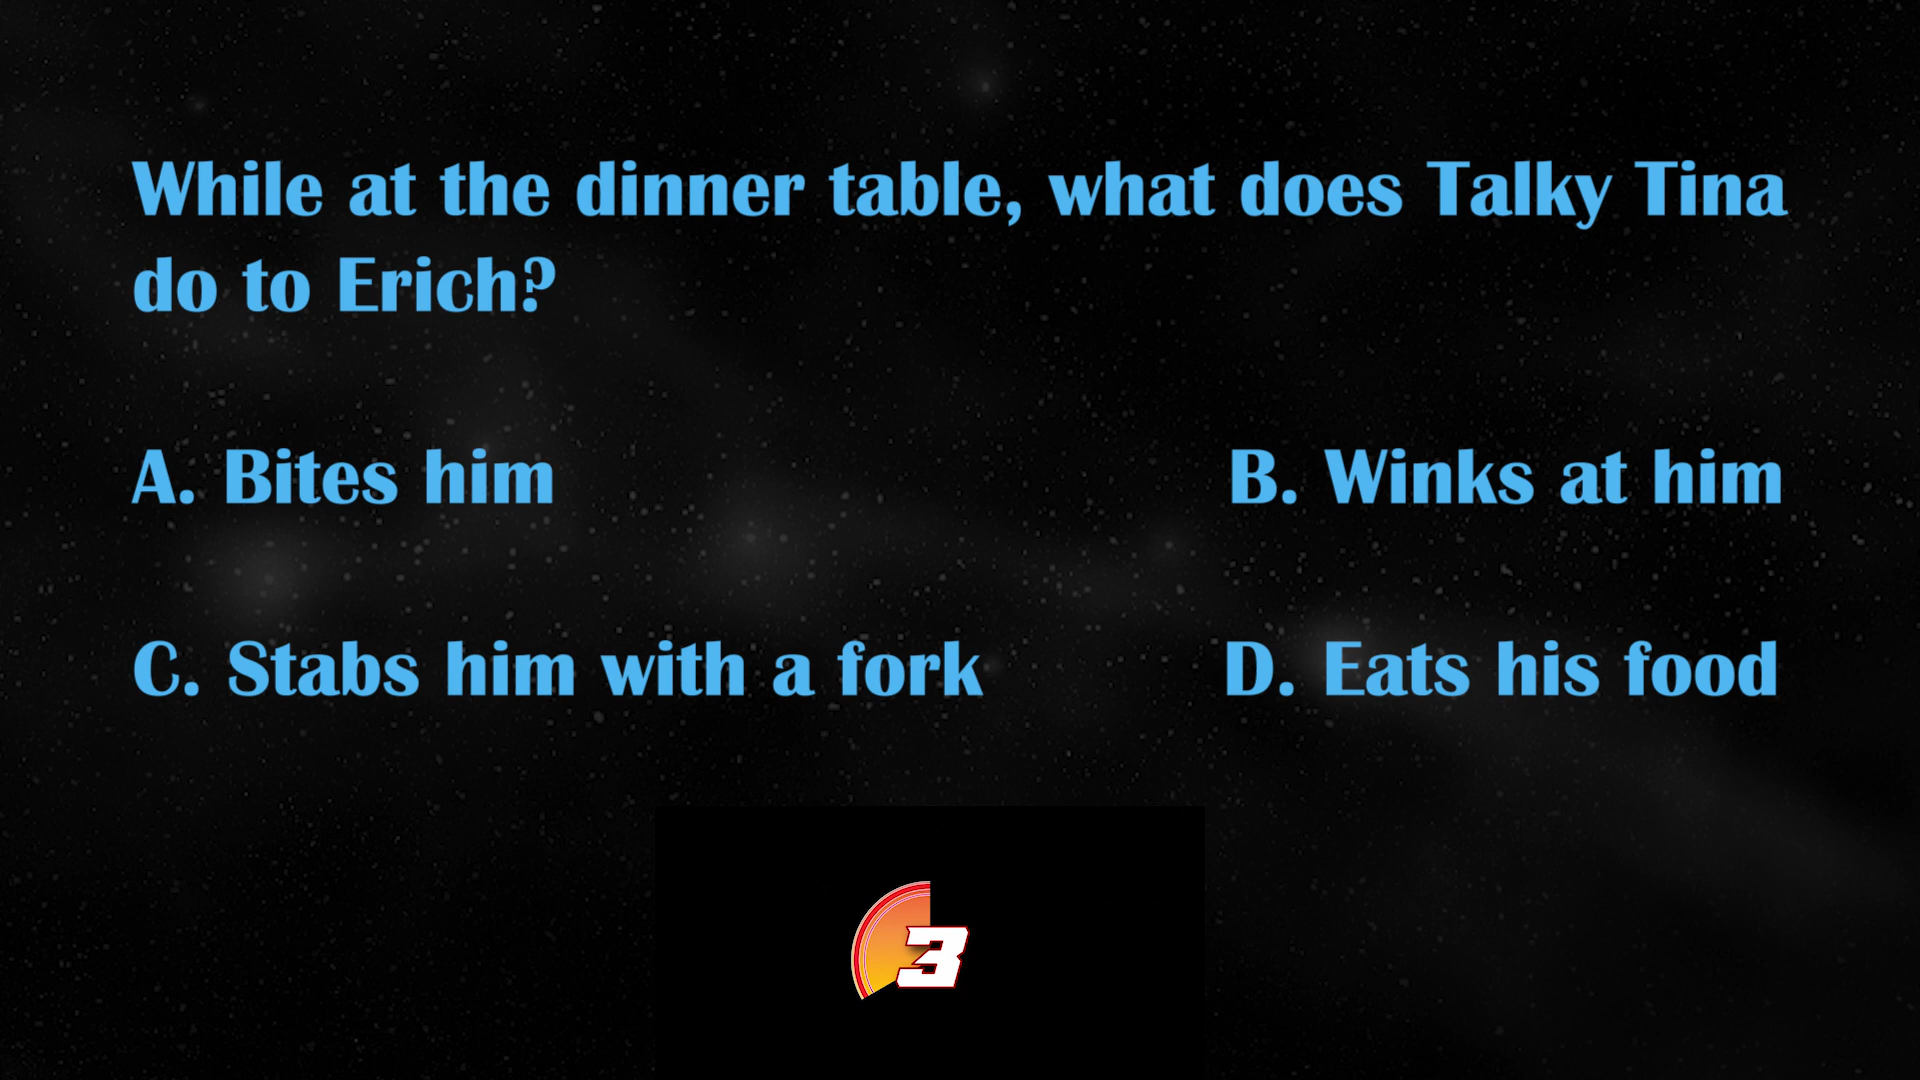 While at the dinner table, what does Talky Tina
do to Erich?
A. Bites him
B. Winks at him
C. Stabs him with a fork
D. Eats his food
3